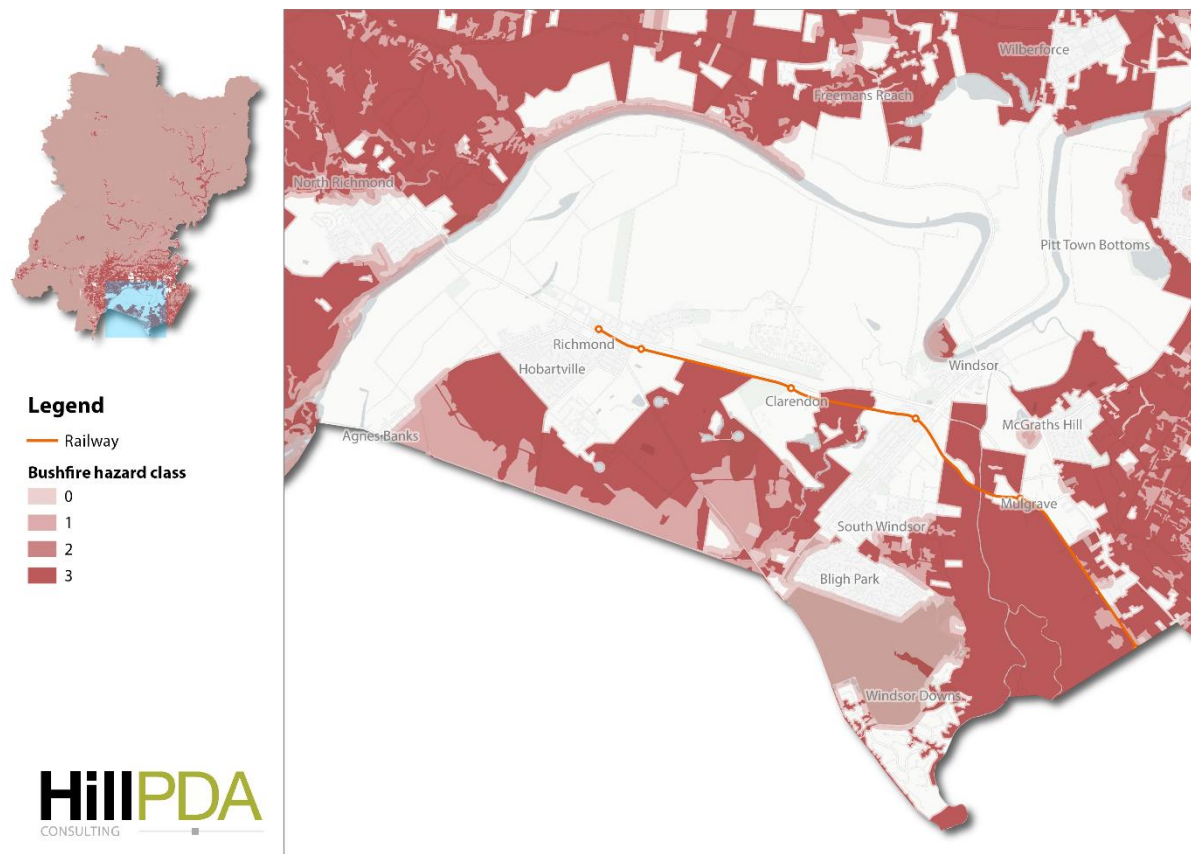 Legend
Railway
Bushfire hazard class
0
1
2
3
HillPDA
CONSULTING
Wilberforce
Freemans Reach
North Richmond
Pitt Town Bottoms
Richmond
Windsor
Hobartville
Clarendon
McGraths Hill
Agnes Banks
Mulgrave
South Windsor
Bligh Park
Windsor Downs